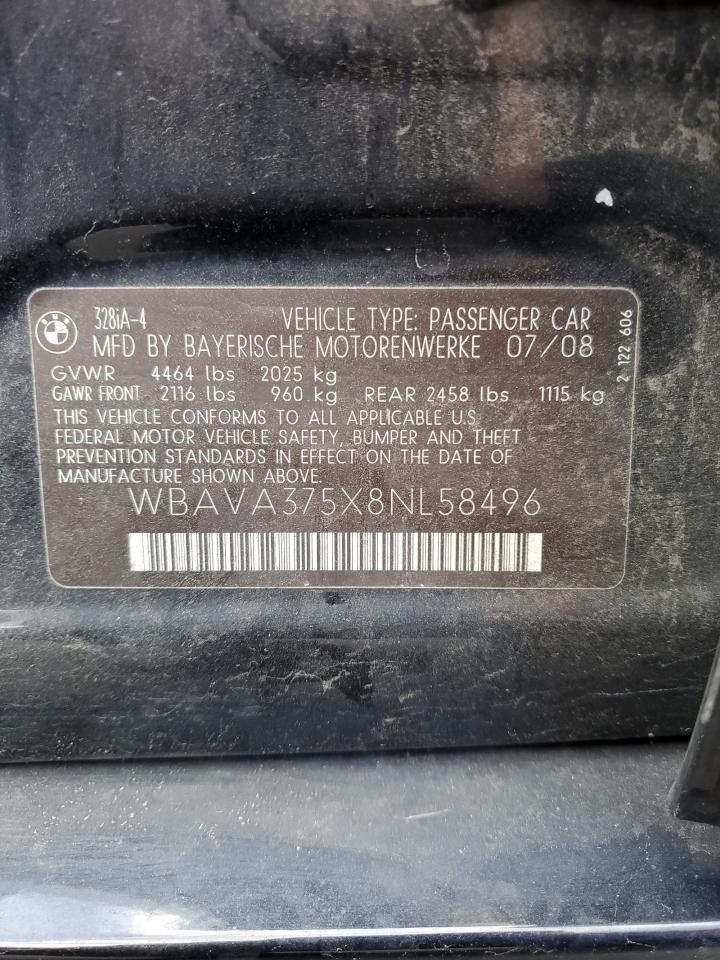 BMW
328iA-4 VEHICLE TYPE: PASSENGER CAR
MFD BY BAYERISCHE MOTORENWERKE 07/08
GVWR 4464 lbs 2025 kg
GAWR FRONT 2116 lbs 960 kg REAR 2458 lbs 1115 kg
THIS VEHICLE CONFORMS TO ALL APPLICABLE U.S.
FEDERAL MOTOR VEHICLE SAFETY, BUMPER AND THEFT
PREVENTION STANDARDS IN EFFECT ON THE DATE OF
MANUFACTURE SHOWN ABOVE.
WBAVA375X8NL58496
2 122 606